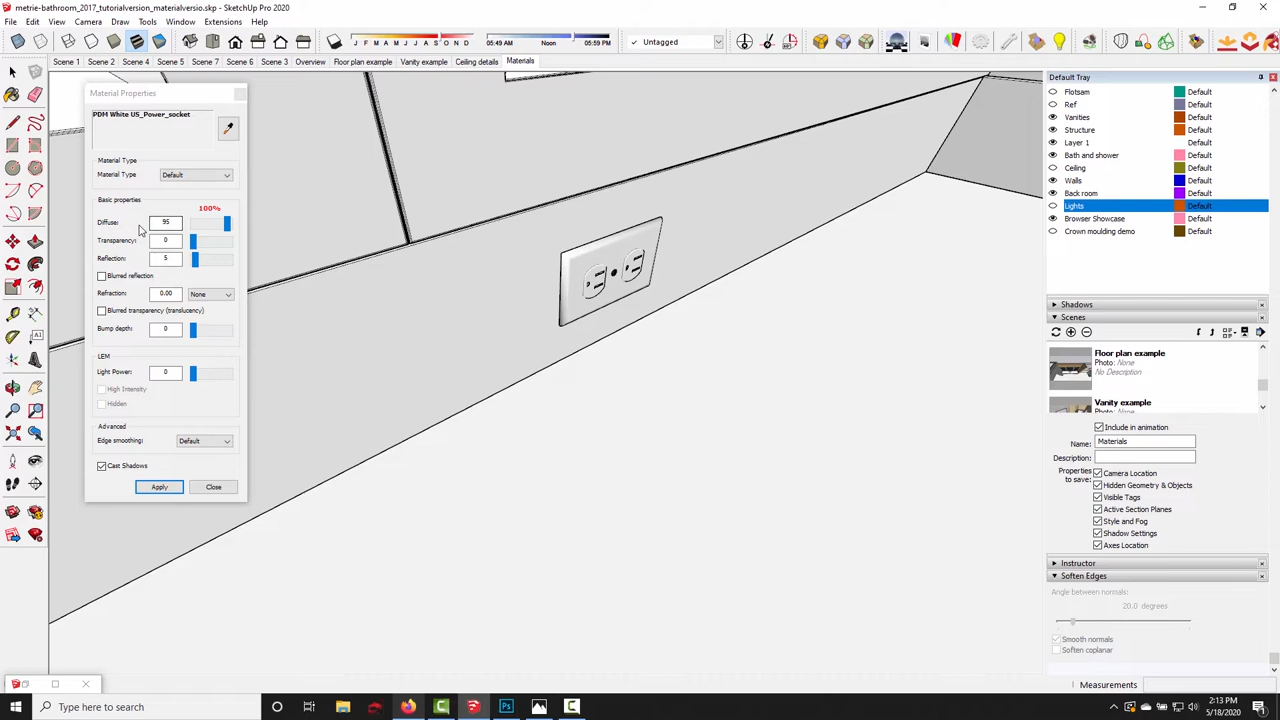 metrie-bathroom_2017_tutorialversion_materialversio.skp - SketchUp Pro 2020
File Edit View Camera Draw Tools Window Extensions Help
J F M A M J J A S O N D 05:49 AM Noon 05:59 PM Untagged
Scene 1 Scene 2 Scene 4 Scene 5 Scene 7 Scene 6 Scene 3 Overview Floor plan example Vanity example Ceiling details Materials
Material Properties
PDM White US_Power_socket
Material Type
Material Type Default
Basic properties
100%
Diffuse: 95
Transparency: 0
Reflection: 5
Blurred reflection
Refraction: 0.00 None
Blurred transparency (translucency)
Bump depth: 0
LEM
Light Power: 0
High Intensity
Hidden
Advanced
Edge smoothing: Default
Cast Shadows
Apply Close
Default Tray
Flotsam Default
Ref Default
Vanities Default
Structure Default
Layer 1 Default
Bath and shower Default
Ceiling Default
Walls Default
Back room Default
Lights Default
Browser Showcase Default
Crown moulding demo Default
Shadows
Scenes
Floor plan example
Photo: None
No Description
Vanity example
Photo: None
Include in animation
Name: Materials
Description:
Properties to save:
Camera Location
Hidden Geometry & Objects
Visible Tags
Active Section Planes
Style and Fog
Shadow Settings
Axes Location
Instructor
Soften Edges
Angle between normals:
20.0 degrees
Smooth normals
Soften coplanar
Measurements
Type here to search
2:13 PM
5/18/2020